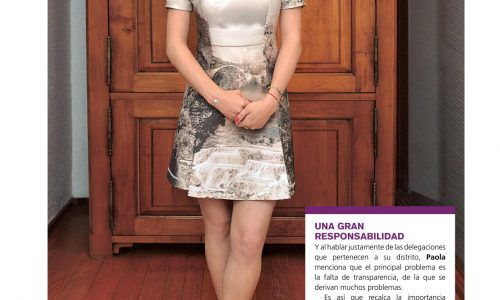 UNA GRAN
RESPONSABILIDAD
Y al hablar justamente de las delegaciones
que pertenecen a su distrito, Paola
menciona que el principal problema es
la falta de transparencia, de la que se
derivan muchos problemas.
Es así que recalca la importancia